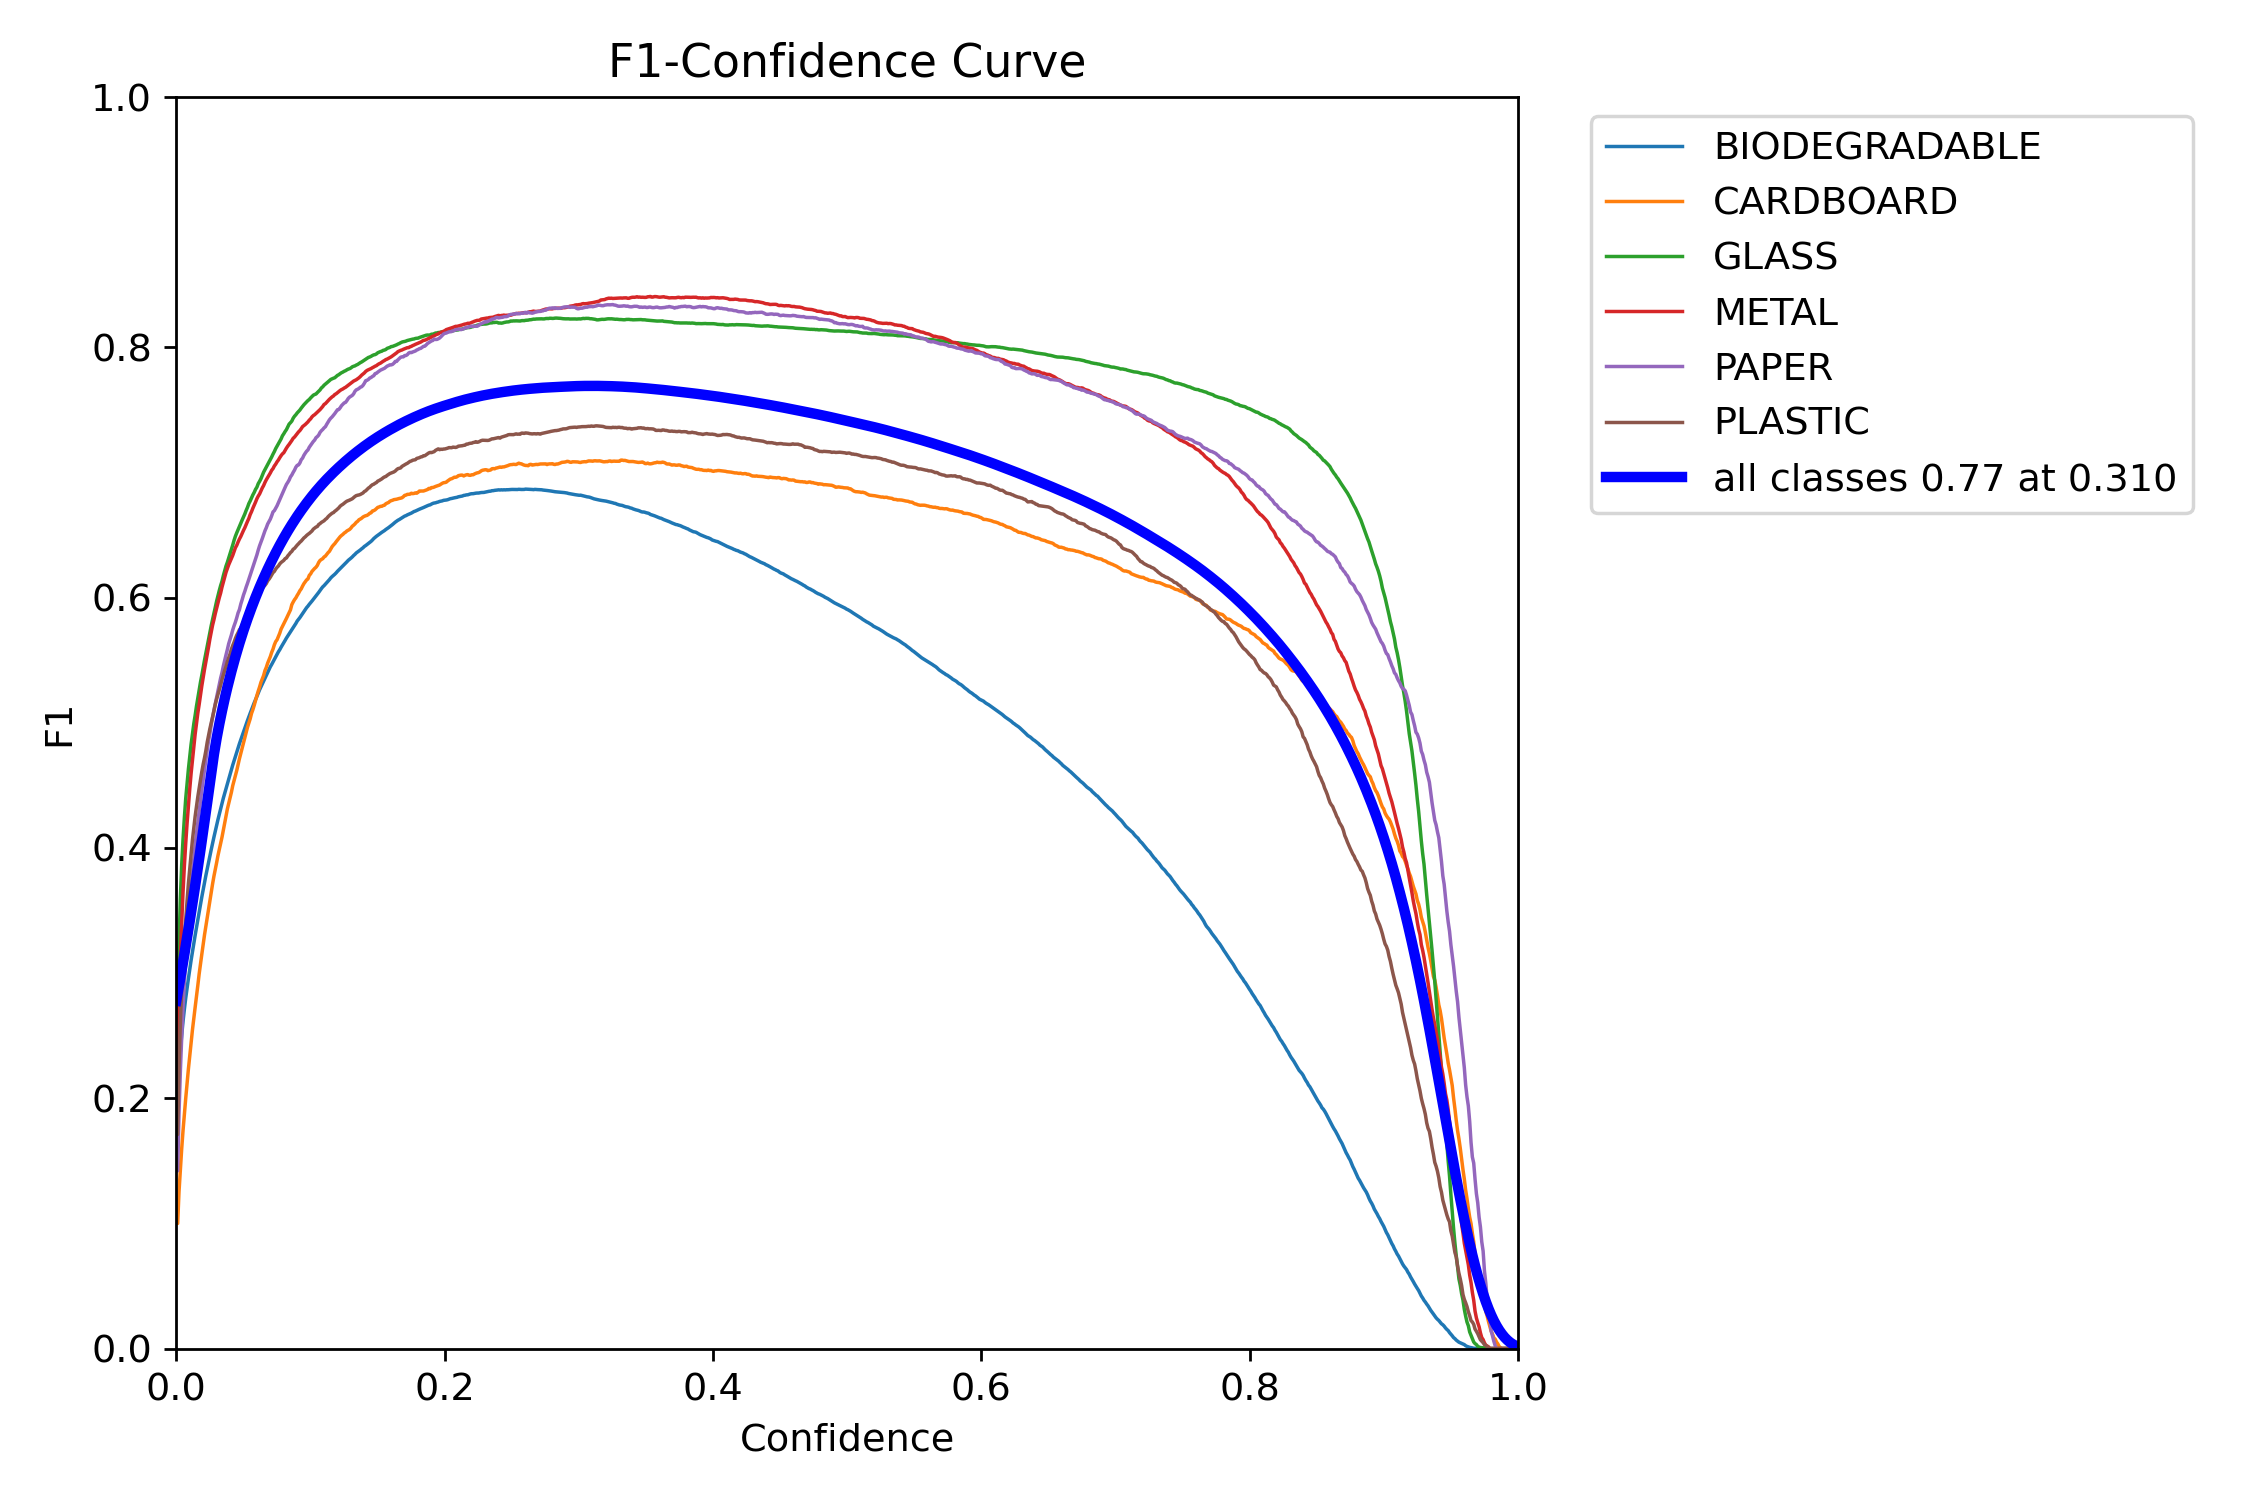 F1-Confidence Curve
1.0
0.8
0.6
0.4
0.2
0.0
F1
0.0 0.2 0.4 0.6 0.8 1.0
Confidence
BIODEGRADABLE
CARDBOARD
GLASS
METAL
PAPER
PLASTIC
all classes 0.77 at 0.310